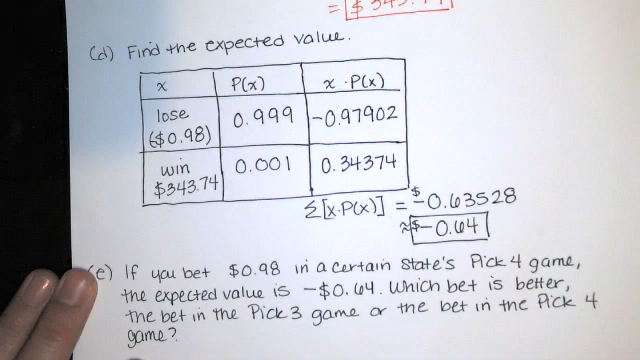 = $343.74
(d) Find the expected value.
x P(x) x · P(x)
lose ($0.98) 0.999 -0.97902
win $343.74 0.001 0.34374
Σ[x·P(x)] = $-0.63528
≈ $-0.64
(e) If you bet $0.98 in a certain state's Pick 4 game,
the expected value is -$0.64. Which bet is better,
the bet in the Pick 3 game or the bet in the Pick 4
game?